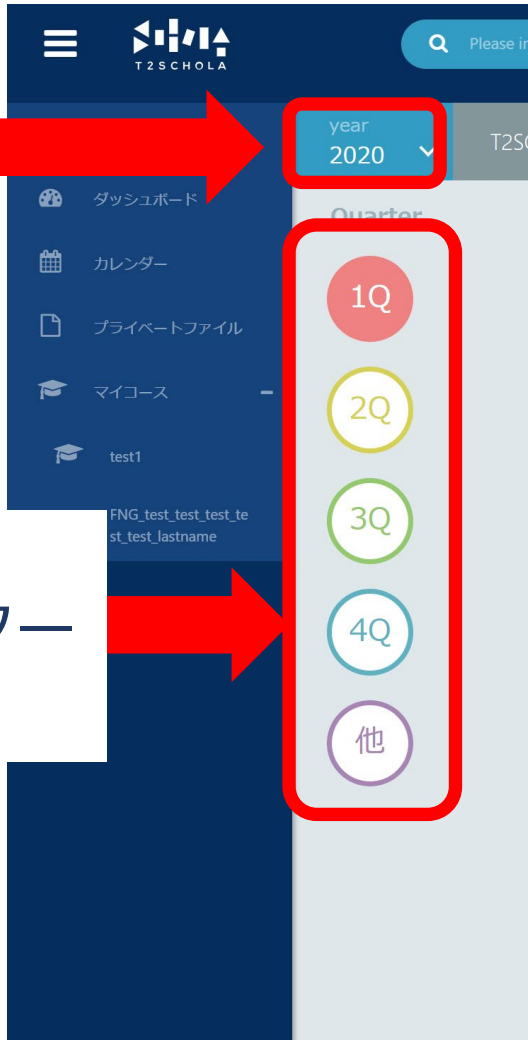 T2SCHOLA
Please in
year
2020
T2SC
ダッシュボード
Quarter
カレンダー
1Q
プライベートファイル
マイコース
2Q
test1
FNG_test_test_test_te
st_test_lastname
3Q
ター
4Q
他